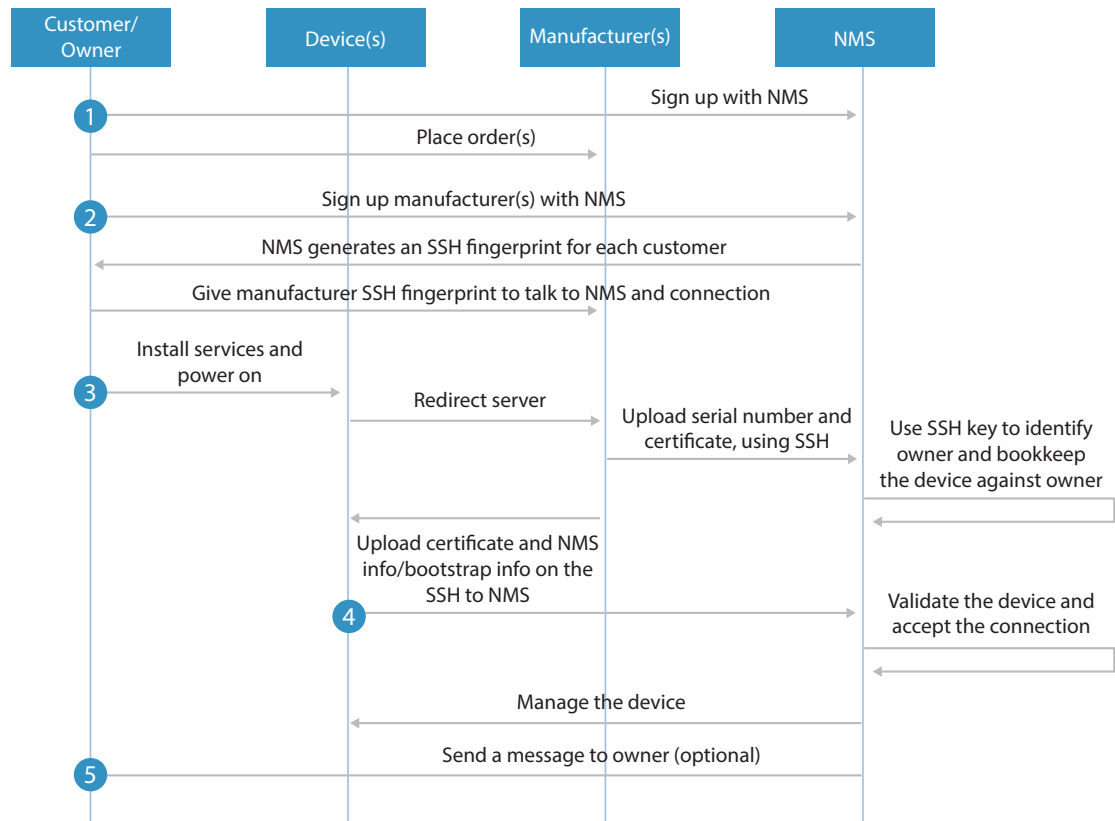 Customer/
Owner
Device(s)
Manufacturer(s)
NMS
1
Sign up with NMS
Place order(s)
2
Sign up manufacturer(s) with NMS
NMS generates an SSH fingerprint for each customer
Give manufacturer SSH fingerprint to talk to NMS and connection
3
Install services and
power on
Redirect server
Upload serial number and
certificate, using SSH
Use SSH key to identify
owner and bookkeep
the device against owner
Upload certificate and NMS
info/bootstrap info on the
SSH to NMS
4
Validate the device and
accept the connection
Manage the device
Send a message to owner (optional)
5